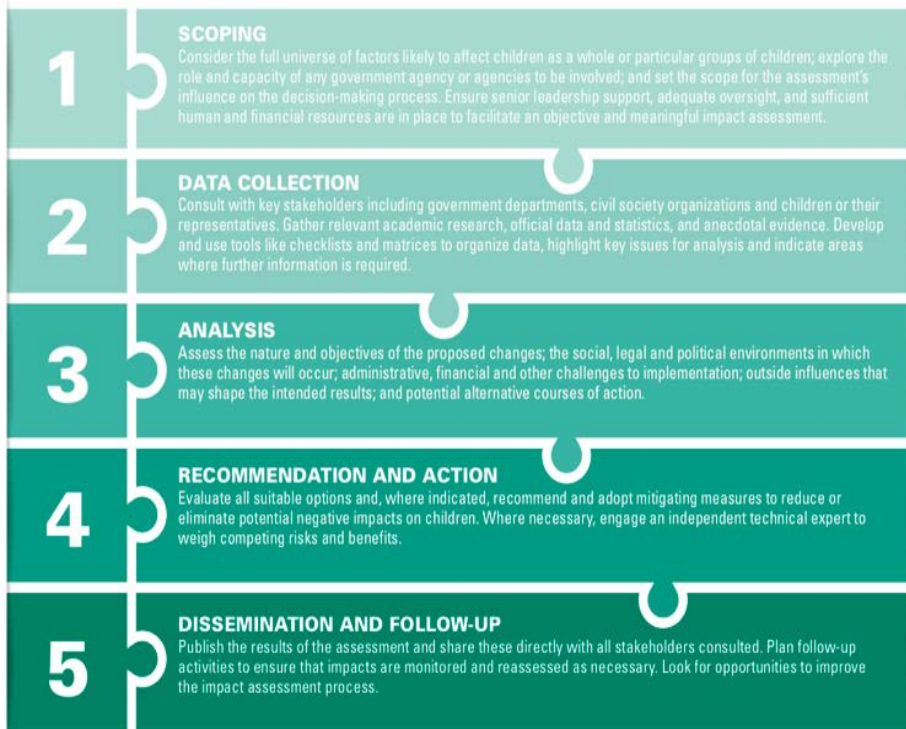 1
SCOPING
Consider the full universe of factors likely to affect children as a whole or particular groups of children; explore the
role and capacity of any government agency or agencies to be involved; and set the scope for the assessment's
influence on the decision-making process. Ensure senior leadership support, adequate oversight, and sufficient
human and financial resources are in place to facilitate an objective and meaningful impact assessment.
2
DATA COLLECTION
Consult with key stakeholders including government departments, civil society organizations and children or their
representatives. Gather relevant academic research, official data and statistics, and anecdotal evidence. Develop
and use tools like checklists and matrices to organize data, highlight key issues for analysis and indicate areas
where further information is required.
3
ANALYSIS
Assess the nature and objectives of the proposed changes; the social, legal and political environments in which
these changes will occur; administrative, financial and other challenges to implementation; outside influences that
may shape the intended results; and potential alternative courses of action.
4
RECOMMENDATION AND ACTION
Evaluate all suitable options and, where indicated, recommend and adopt mitigating measures to reduce or
eliminate potential negative impacts on children. Where necessary, engage an independent technical expert to
weigh competing risks and benefits.
5
DISSEMINATION AND FOLLOW-UP
Publish the results of the assessment and share these directly with all stakeholders consulted. Plan follow-up
activities to ensure that impacts are monitored and reassessed as necessary. Look for opportunities to improve
the impact assessment process.